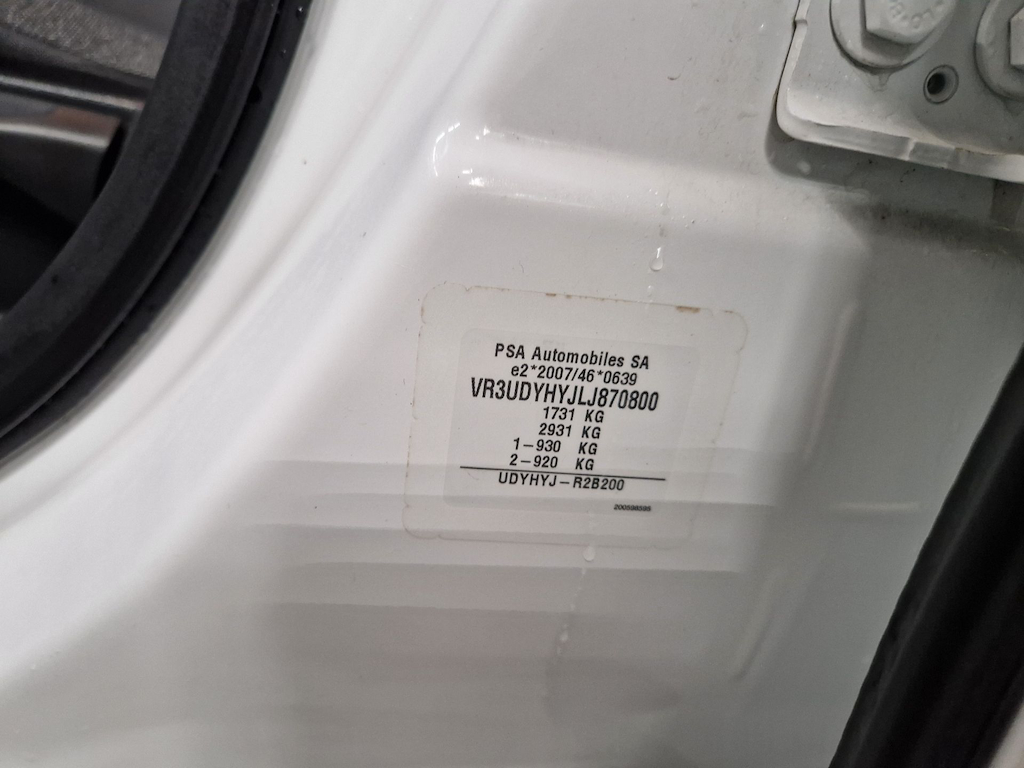 PSA Automobiles SA
e2*2007/46*0639
VR3UDYHYJLJ870800
1731 KG
2931 KG
1-930 KG
2-920 KG
UDYHYJ-R2B200